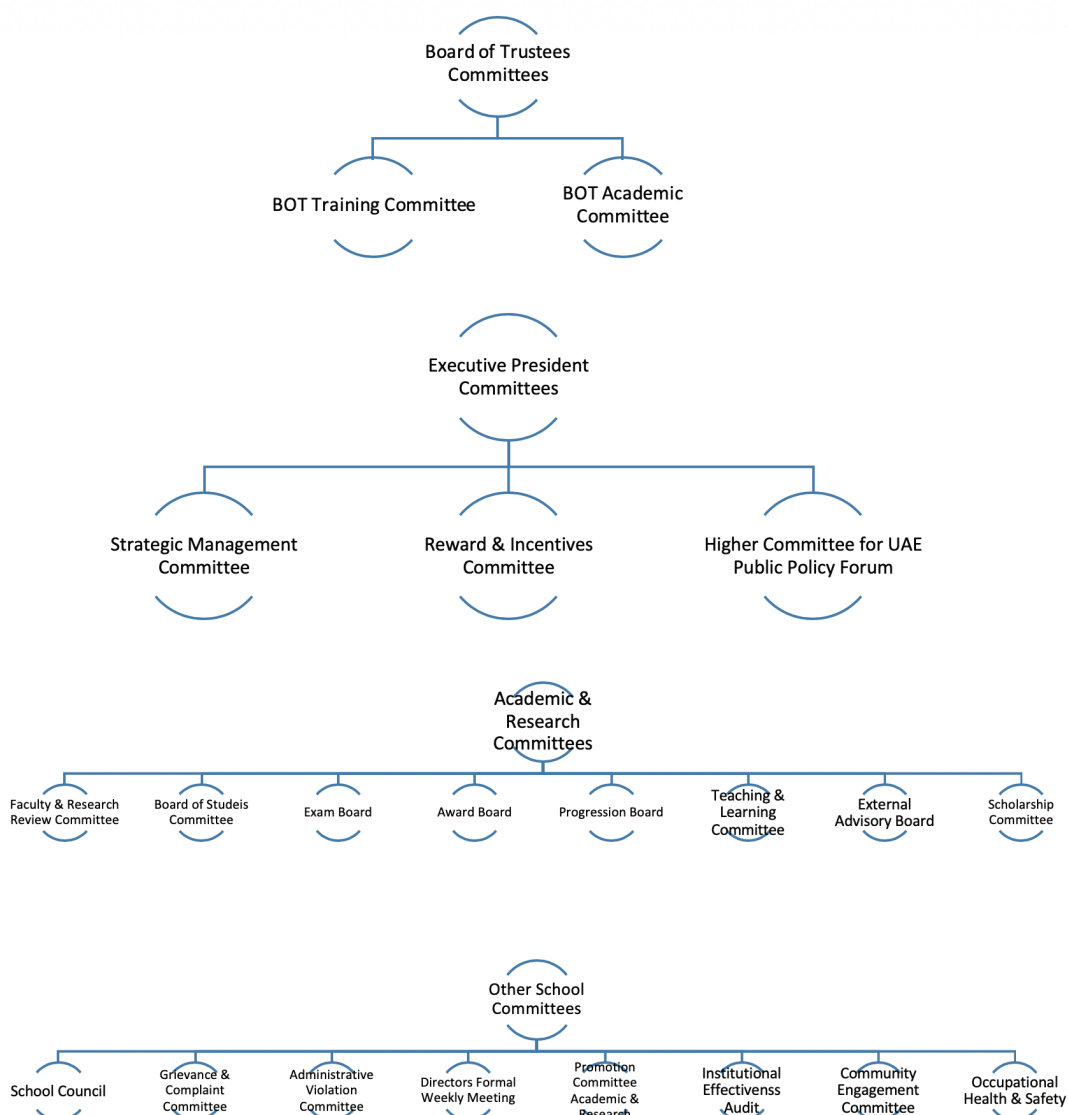 Board of Trustees
Committees
BOT Training Committee
BOT Academic
Committee
Executive President
Committees
Strategic Management
Committee
Reward & Incentives
Committee
Higher Committee for UAE
Public Policy Forum
Academic &
Research
Committees
Faculty & Research
Review Committee
Board of Studeis
Committee
Exam Board
Award Board
Progression Board
Teaching &
Learning
Committee
External
Advisory Board
Scholarship
Committee
Other School
Committees
School Council
Grievance &
Complaint
Committee
Administrative
Violation
Committee
Directors Formal
Weekly Meeting
Promotion
Committee
Academic &
Research
Institutional
Effectivenss
Audit
Community
Engagement
Committee
Occupational
Health & Safety